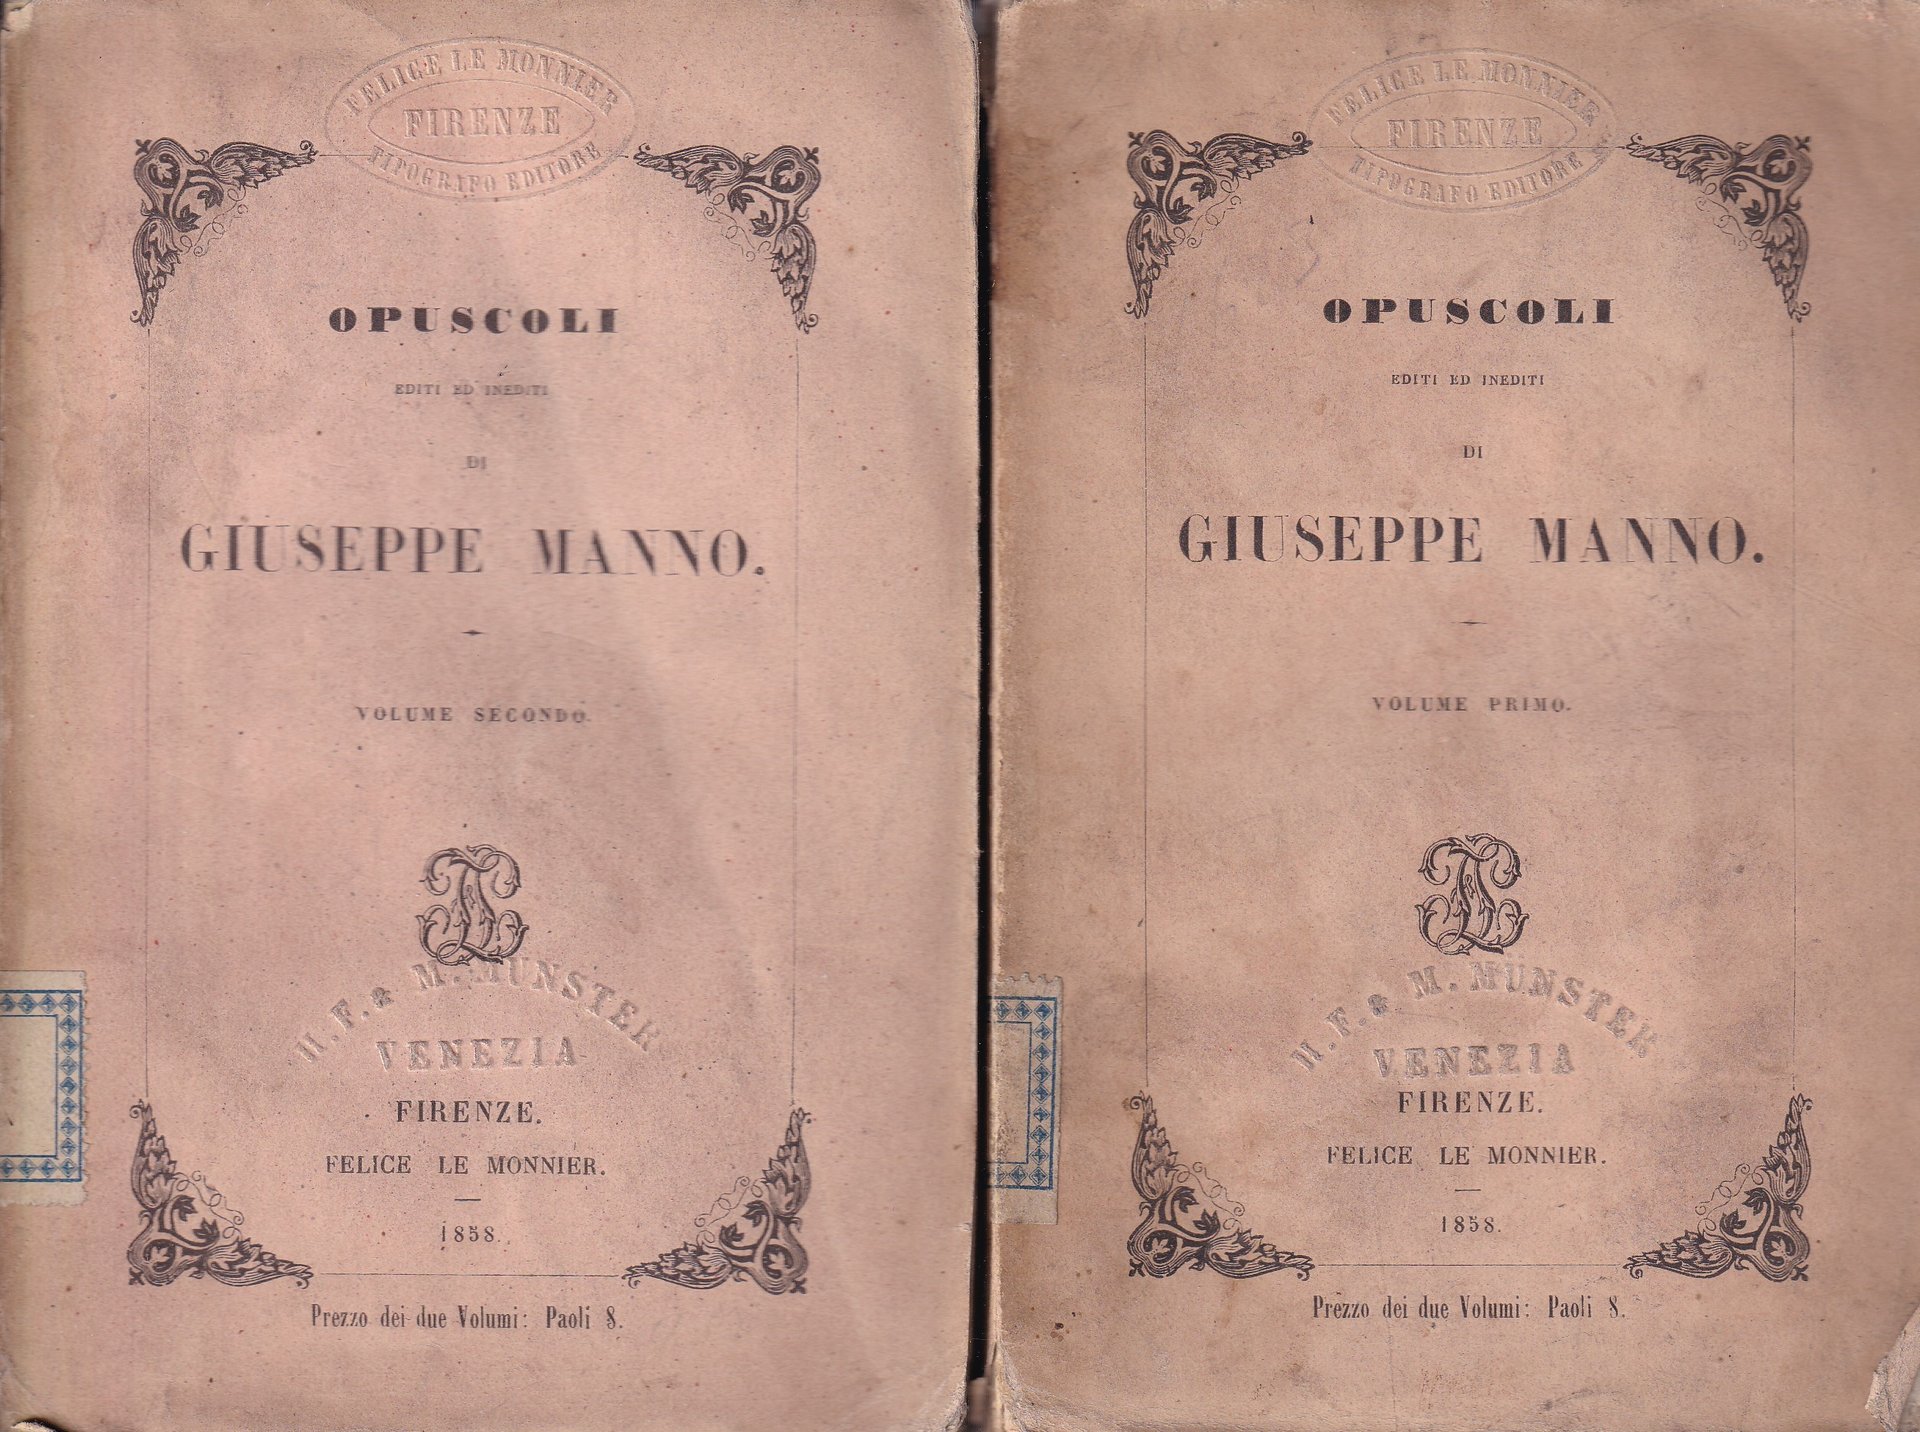 FELICE LE MONNIER
FIRENZE
TIPOGRAFO EDITORE
OPUSCOLI
EDITI ED INEDITI
DI
GIUSEPPE MANNO.
VOLUME SECONDO.
H. F. & M. MUNSTER
VENEZIA
FIRENZE.
FELICE LE MONNIER.
1858.
Prezzo dei due Volumi: Paoli 8.
FELICE LE MONNIER
FIRENZE
TIPOGRAFO EDITORE
OPUSCOLI
EDITI ED INEDITI
DI
GIUSEPPE MANNO.
VOLUME PRIMO.
H. F. & M. MÜNSTER
VENEZIA
FIRENZE.
FELICE LE MONNIER.
1858.
Prezzo dei due Volumi: Paoli 8.